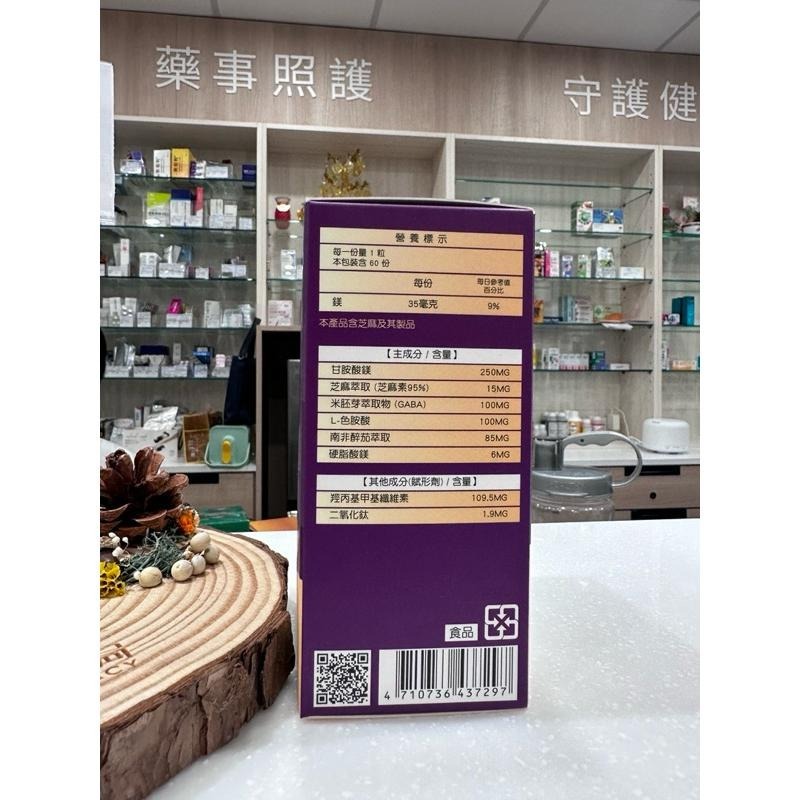 藥事照護
守護健
營養標示
每一份量 1 粒
本包裝含 60 份
每份 每日參考值百分比
鎂 35毫克 9%
本產品含芝麻及其製品
【主成分 / 含量】
甘胺酸鎂 250MG
芝麻萃取 (芝麻素95%) 15MG
米胚芽萃取物 (GABA) 100MG
L-色胺酸 100MG
南非醉茄萃取 85MG
硬脂酸鎂 6MG
【其他成分(賦形劑) / 含量】
羥丙基甲基纖維素 109.5MG
二氧化鈦 1.9MG
食品
4 710736 437297